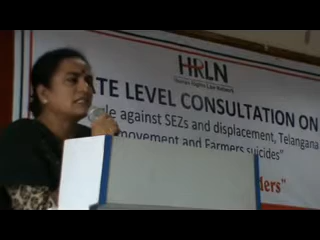 HRLN
Human Rights Law Network
TE LEVEL CONSULTATION ON
le against SEZs and displacement, Telangana
movement and Farmers suicides"
ders"